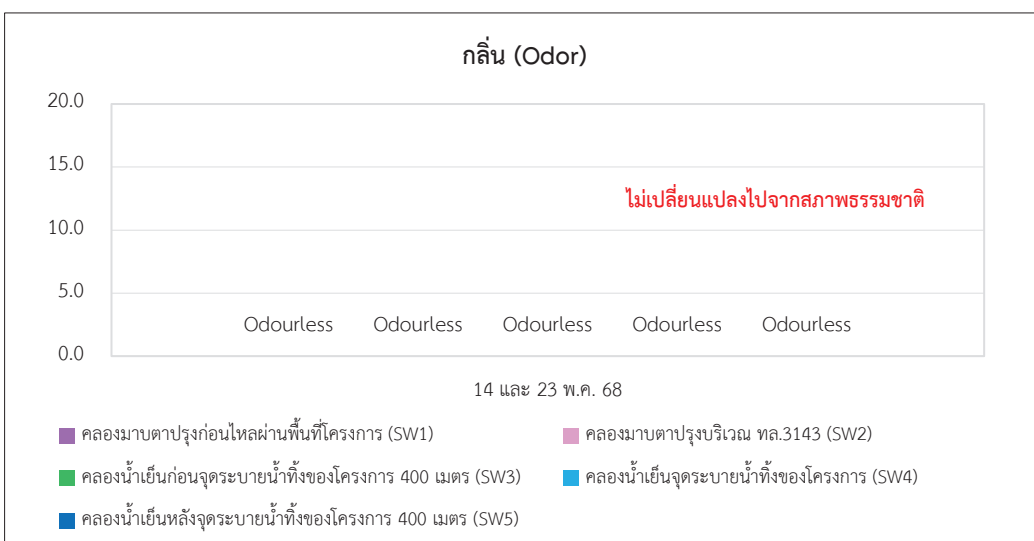 กลิ่น (Odor)
20.0
15.0
ไม่เปลี่ยนแปลงไปจากสภาพธรรมชาติ
10.0
5.0
Odourless Odourless Odourless Odourless Odourless
0.0
14 และ 23 พ.ค. 68
คลองมาบตาปรุงก่อนไหลผ่านพื้นที่โครงการ (SW1)
คลองมาบตาปรุงบริเวณ ทล.3143 (SW2)
คลองน้ำเย็นก่อนจุดระบายน้ำทิ้งของโครงการ 400 เมตร (SW3)
คลองน้ำเย็นจุดระบายน้ำทิ้งของโครงการ (SW4)
คลองน้ำเย็นหลังจุดระบายน้ำทิ้งของโครงการ 400 เมตร (SW5)